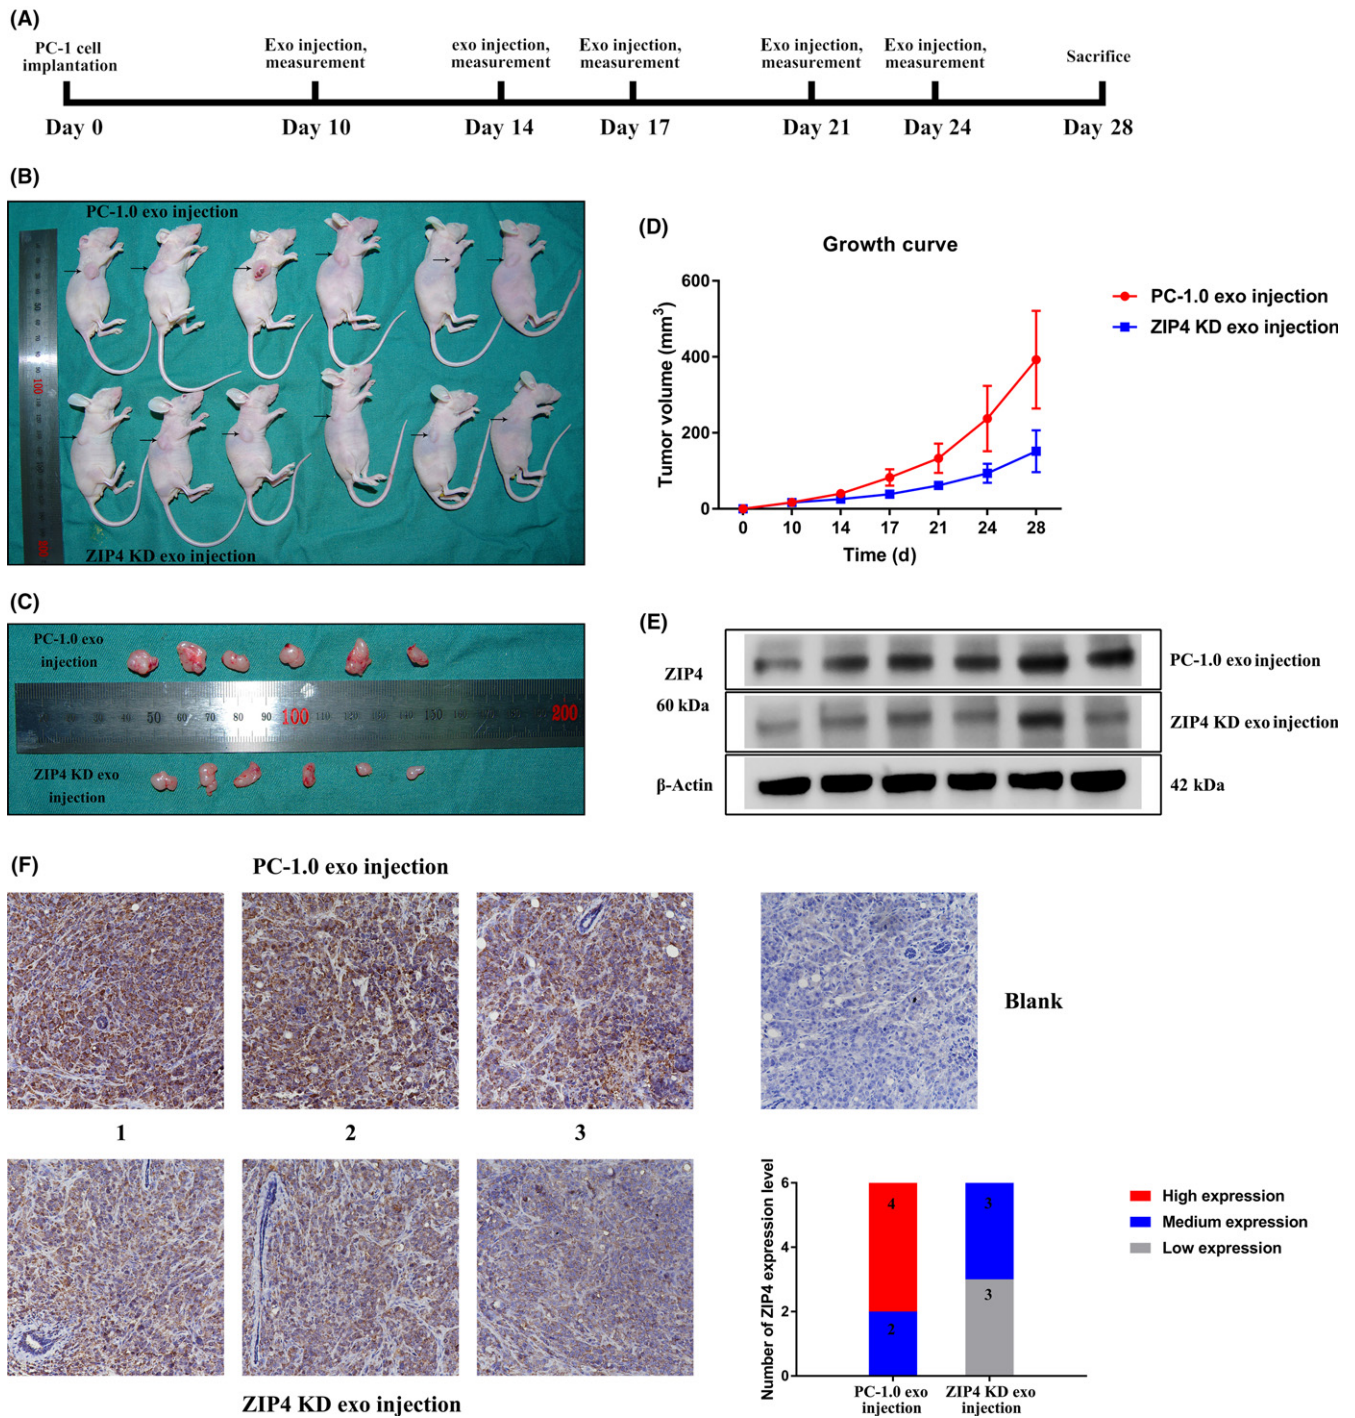 (A)
PC-1 cell
implantation
Exo injection,
measurement
exo injection,
measurement
Exo injection,
measurement
Exo injection,
measurement
Exo injection,
measurement
Sacrifice
Day 0
Day 10
Day 14
Day 17
Day 21
Day 24
Day 28
(B)
PC-1.0 exo injection
ZIP4 KD exo injection
(C)
PC-1.0 exo
injection
50 60 70 80 90 100 110 120 130 150 200
ZIP4 KD exo
injection
(D)
Growth curve
Tumor volume (mm3)
600
400
200
0
0 10 14 17 21 24 28
Time (d)
PC-1.0 exo injection
ZIP4 KD exo injection
(E)
ZIP4
60 kDa
β-Actin
PC-1.0 exo injection
ZIP4 KD exo injection
42 kDa
(F)
PC-1.0 exo injection
Blank
1
2
3
ZIP4 KD exo injection
Number of ZIP4 expression level
6
4
2
0
4
2
3
3
PC-1.0 exo
injection
ZIP4 KD exo
injection
High expression
Medium expression
Low expression